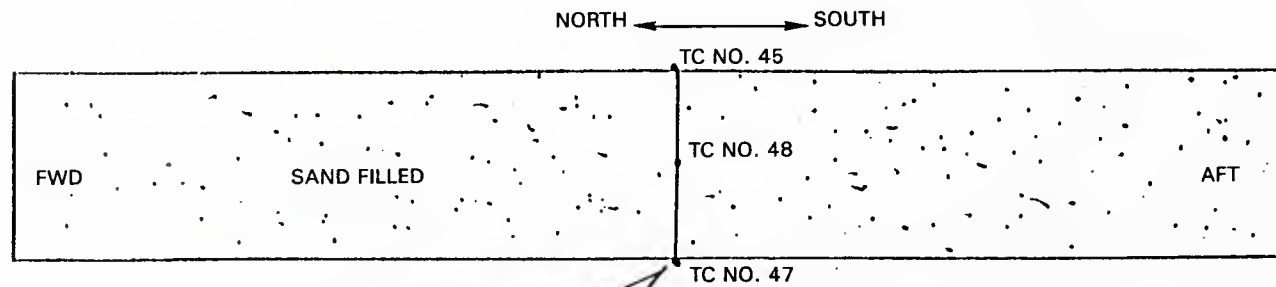 NORTH SOUTH
TC NO. 45
TC NO. 48
FWD SAND FILLED AFT
TC NO. 47